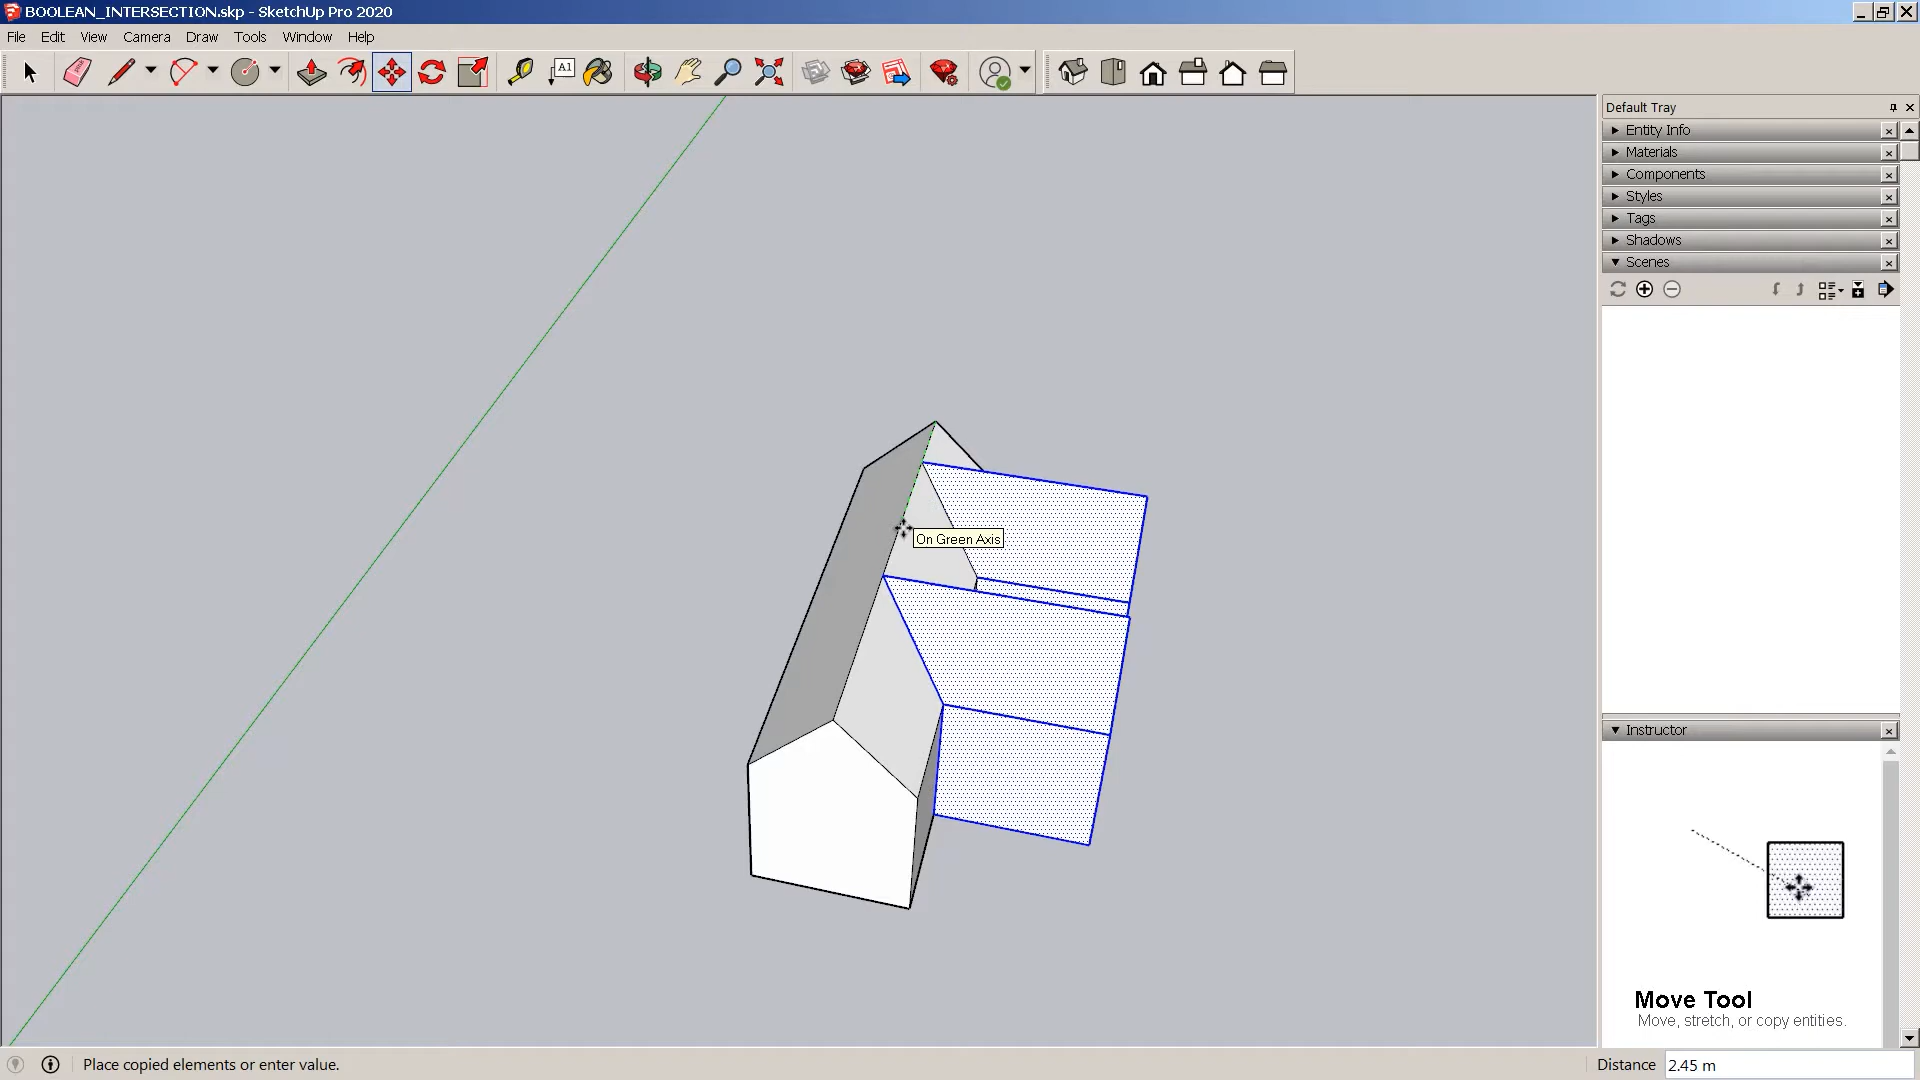 BOOLEAN_INTERSECTION.skp - SketchUp Pro 2020
File Edit View Camera Draw Tools Window Help
A1
Default Tray
Entity Info
Materials
Components
Styles
Tags
Shadows
Scenes
On Green Axis
Instructor
Move Tool
Move, stretch, or copy entities.
Place copied elements or enter value.
Distance 2.45 m